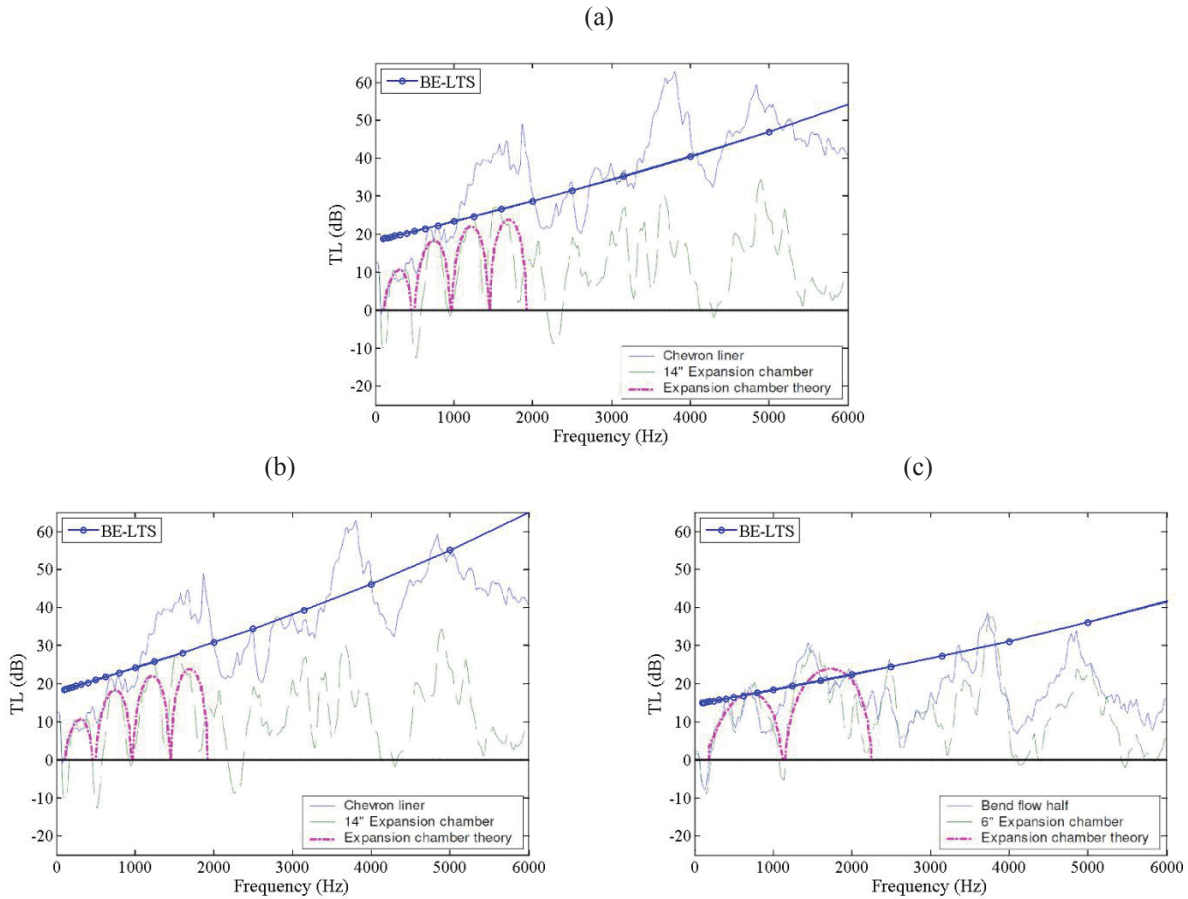 (a)
BE-LTS
60
50
40
30
20
10
0
-10
-20
TL (dB)
Chevron liner
14" Expansion chamber
Expansion chamber theory
0 1000 2000 3000 4000 5000 6000
Frequency (Hz)
(b)
BE-LTS
60
50
40
30
20
10
0
-10
-20
TL (dB)
Chevron liner
14" Expansion chamber
Expansion chamber theory
0 1000 2000 3000 4000 5000 6000
Frequency (Hz)
(c)
BE-LTS
60
50
40
30
20
10
0
-10
-20
TL (dB)
Bend flow half
6" Expansion chamber
Expansion chamber theory
0 1000 2000 3000 4000 5000 6000
Frequency (Hz)